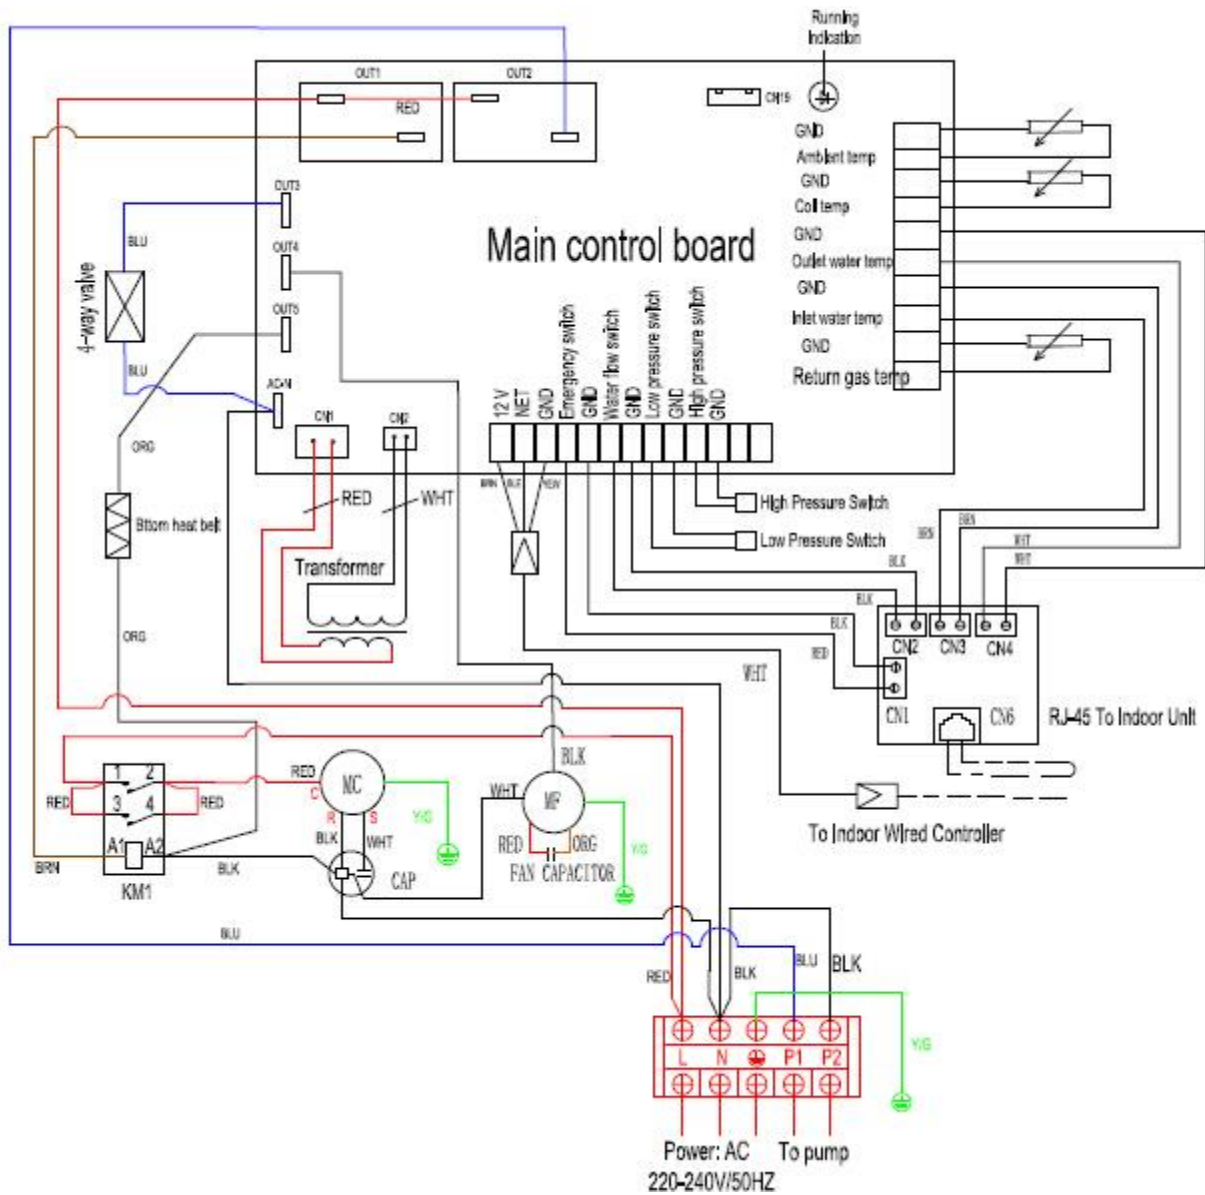 Running
Indication
OUT1
OUT2
RED
CN19
GND
Ambient temp
GND
Coil temp
GND
Outlet water temp
GND
Inlet water temp
GND
Return gas temp
OUT3
BLU
OUT4
Main control board
4-way valve
OUT5
BLU
AC-N
CN1
CN2
12 V
NET
GND
Emergency switch
GND
Water flow switch
GND
Low pressure switch
GND
High pressure switch
GND
ORG
BRN
BLE
YEW
RED
WHT
High Pressure Switch
Low Pressure Switch
Bttom heat belt
Transformer
BRN
BRN
WHT
WHT
BLK
BLK
BLK
RED
ORG
CN2
CN3
CN4
WHT
CN1
CN6
RJ-45 To Indoor Unit
BLK
1
2
RED
C
MC
WHT
MF
RED
3
4
RED
R
S
Y/G
BLK
WHT
RED
ORG
Y/G
To Indoor Wired Controller
A1
A2
BRN
BLK
KM1
CAP
FAN CAPACITOR
BLU
RED
BLK
BLU
BLK
L
N
P1
P2
Y/G
Power: AC
220-240V/50HZ
To pump